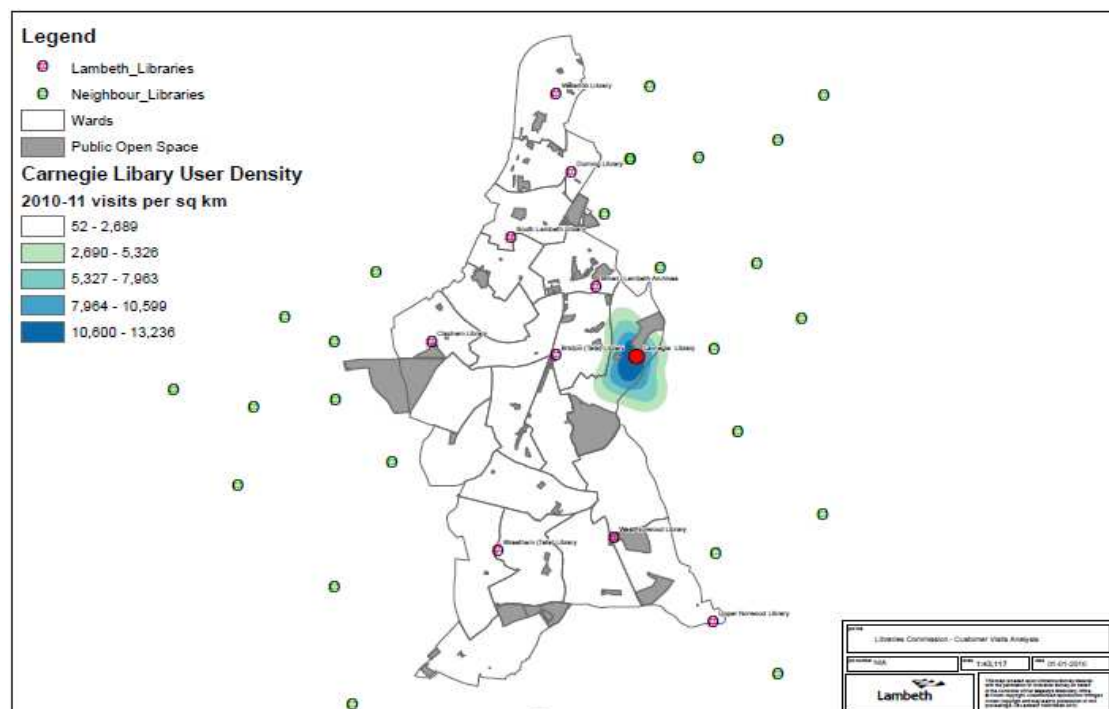 Legend
Lambeth_Libraries
Neighbour_Libraries
Wards
Public Open Space
Carnegie Libary User Density
2010-11 visits per sq km
52 - 2,689
2,690 - 5,326
5,327 - 7,963
7,964 - 10,599
10,600 - 13,236
Waterloo Library
Durning Library
South Lambeth Library
Minet / Lambeth Archives
Clapham Library
Brixton (Tate) Library
Carnegie Library
West Norwood Library
Streatham (Tate) Library
Upper Norwood Library
Libraries Commission - Customer Visits Analysis
N/A
1:43,117
Lambeth